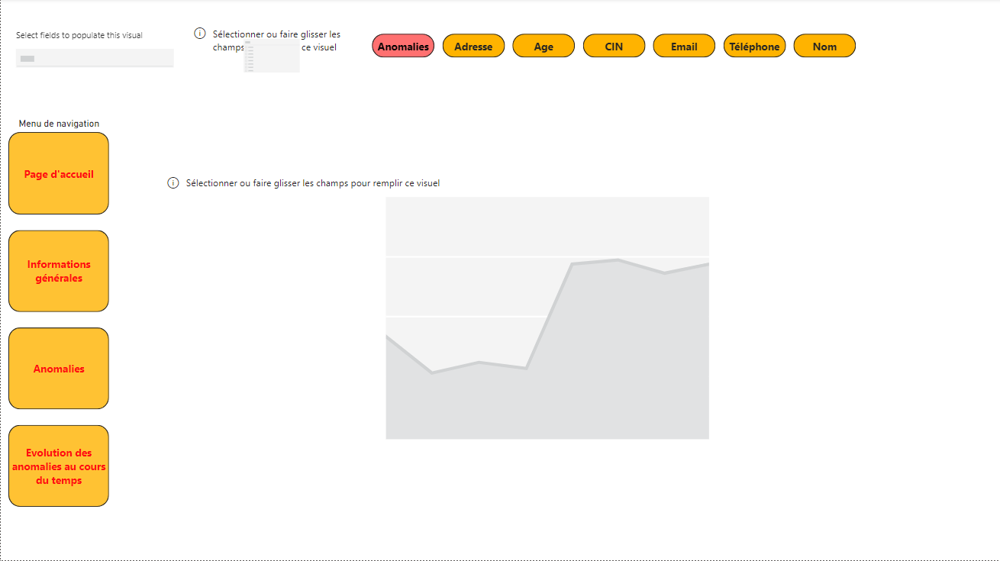 Select fields to populate this visual
Sélectionner ou faire glisser les
champs ce visuel
Anomalies
Adresse
Age
CIN
Email
Téléphone
Nom
Menu de navigation
Page d'accueil
Informations
générales
Anomalies
Evolution des
anomalies au cours
du temps
Sélectionner ou faire glisser les champs pour remplir ce visuel